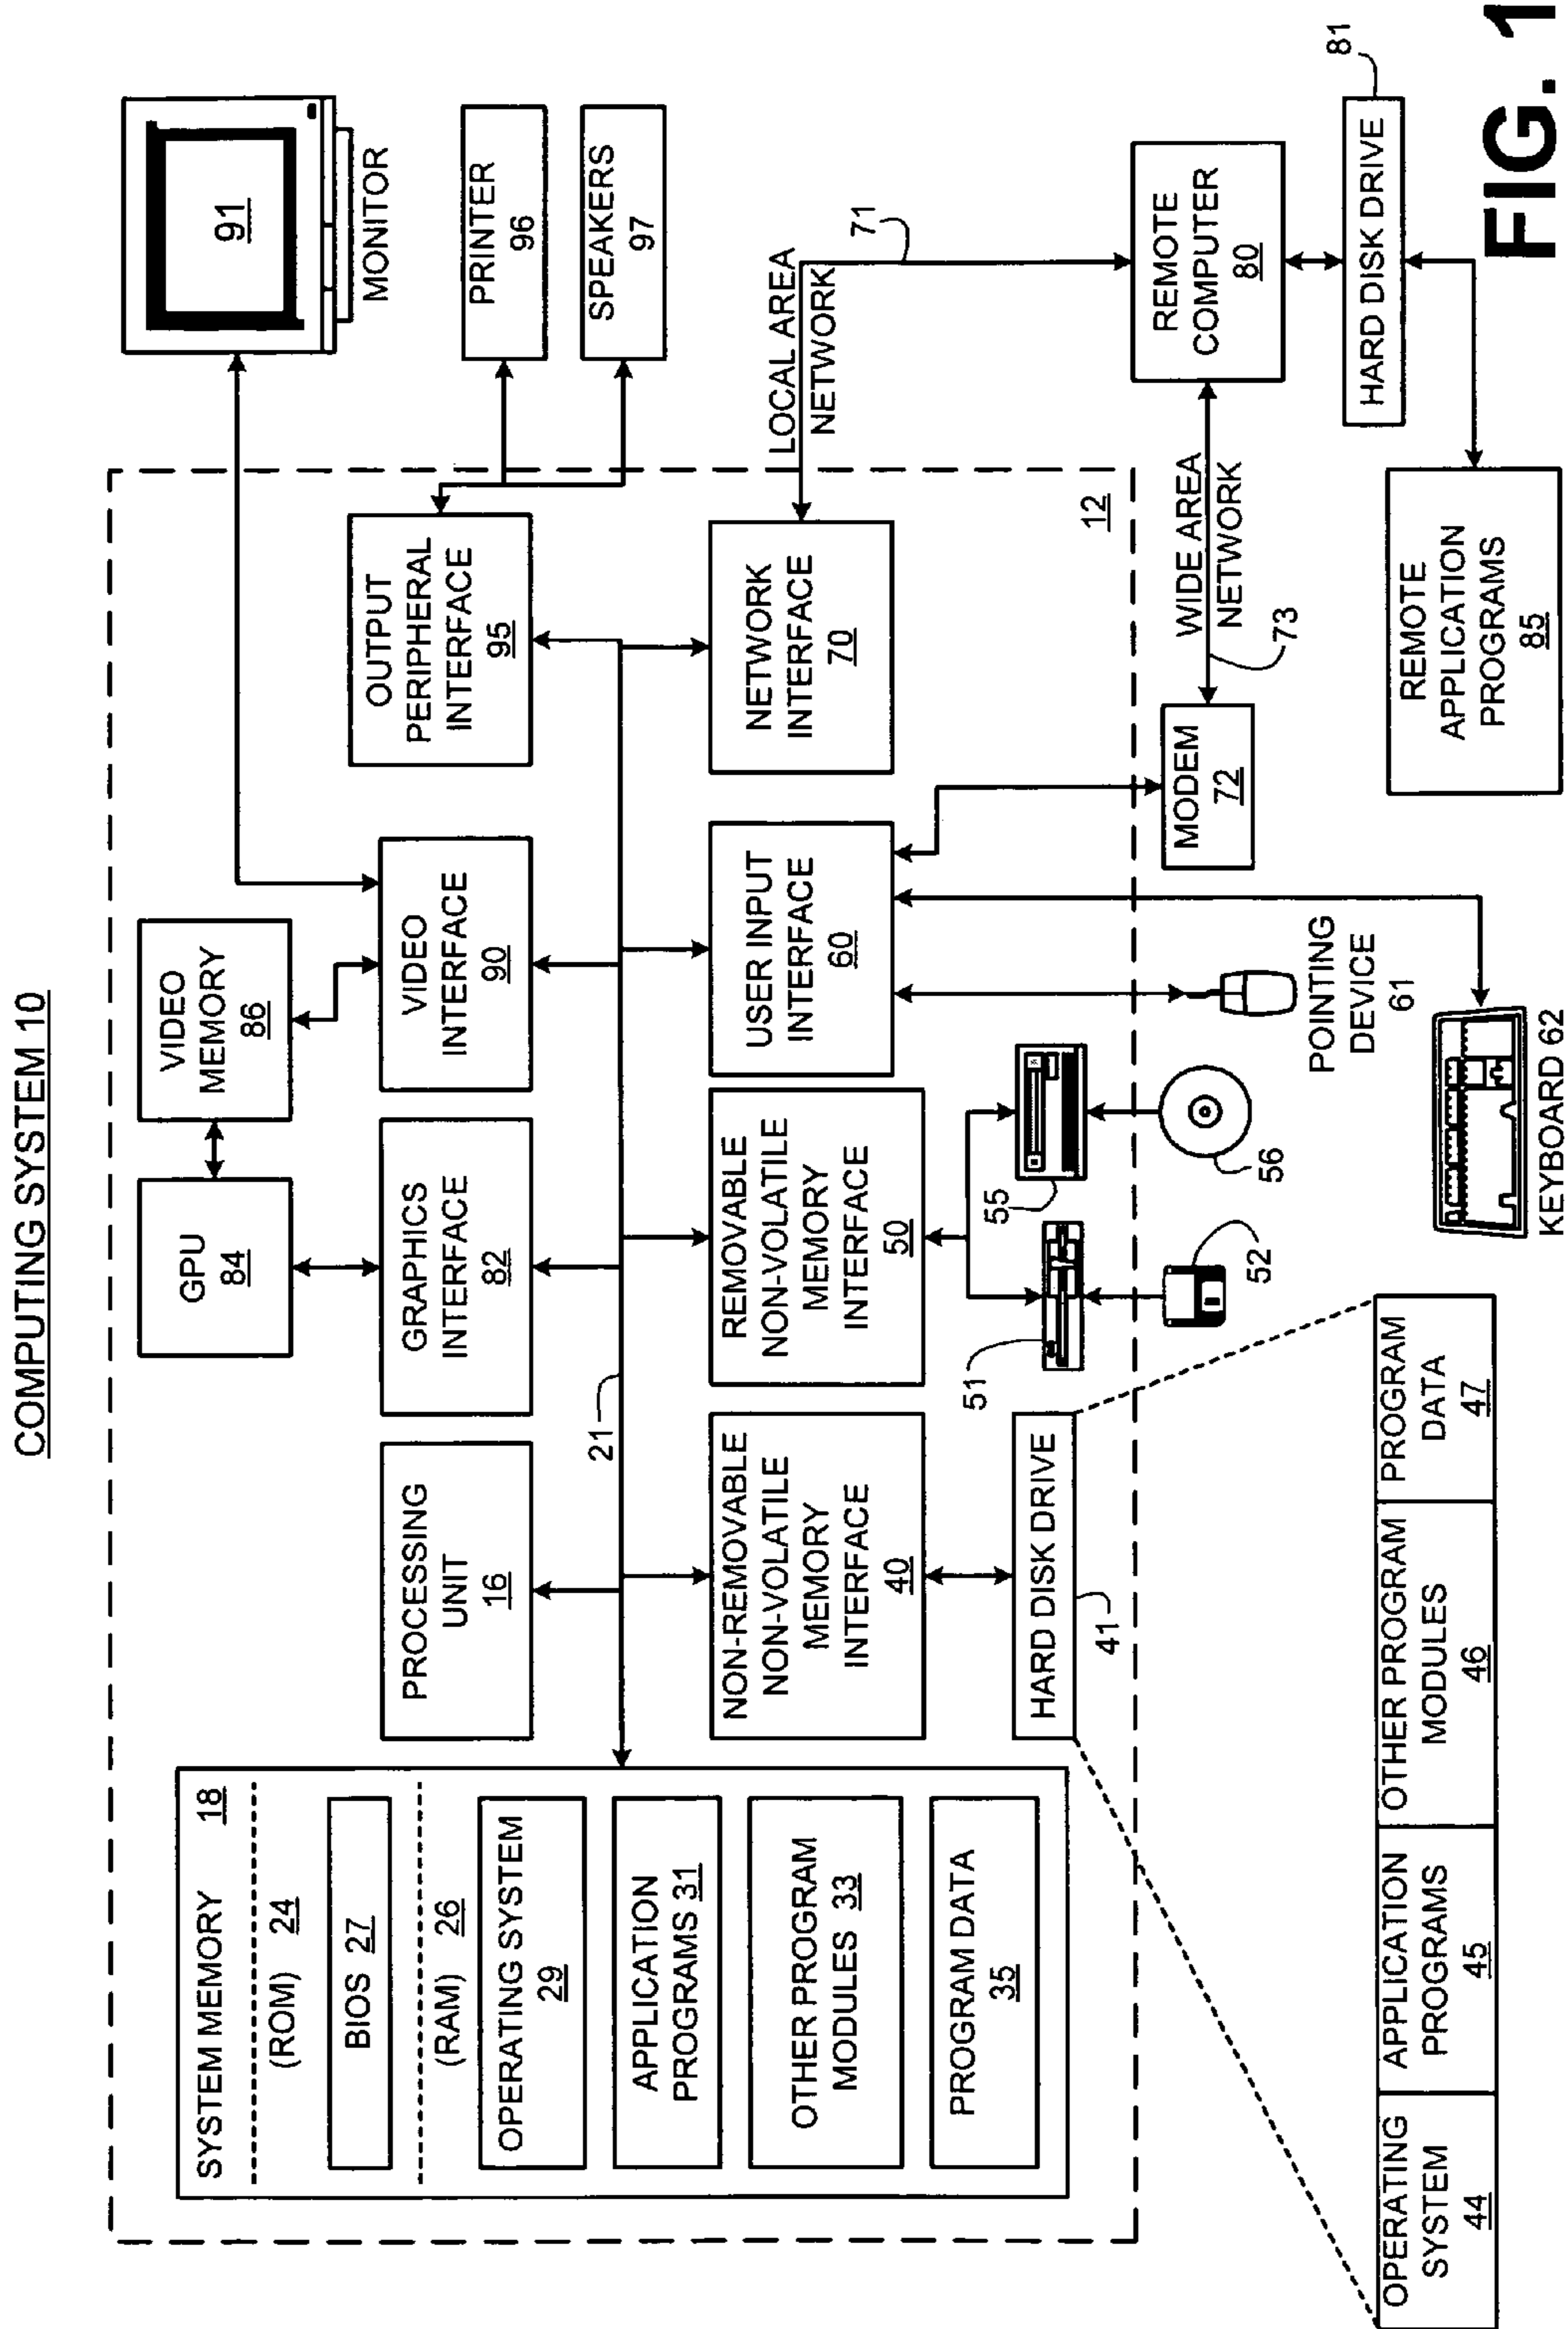 COMPUTING SYSTEM 10
SYSTEM MEMORY 18
(ROM) 24
BIOS 27
(RAM) 26
OPERATING SYSTEM
29
APPLICATION
PROGRAMS 31
OTHER PROGRAM
MODULES 33
PROGRAM DATA
35
PROCESSING
UNIT
16
GPU
84
GRAPHICS
INTERFACE
82
VIDEO
MEMORY
86
VIDEO
INTERFACE
90
OUTPUT
PERIPHERAL
INTERFACE
95
91
MONITOR
PRINTER
96
SPEAKERS
97
21
NON-REMOVABLE
NON-VOLATILE
MEMORY
INTERFACE
40
REMOVABLE
NON-VOLATILE
MEMORY
INTERFACE
50
USER INPUT
INTERFACE
60
NETWORK
INTERFACE
70
LOCAL AREA
NETWORK
71
12
HARD DISK DRIVE
41
51
55
52
56
MODEM
72
WIDE AREA
NETWORK
73
REMOTE
COMPUTER
80
POINTING
DEVICE
61
KEYBOARD 62
HARD DISK DRIVE
81
REMOTE
APPLICATION
PROGRAMS
85
OPERATING
SYSTEM
44
APPLICATION
PROGRAMS
45
OTHER PROGRAM
MODULES
46
PROGRAM
DATA
47
FIG. 1